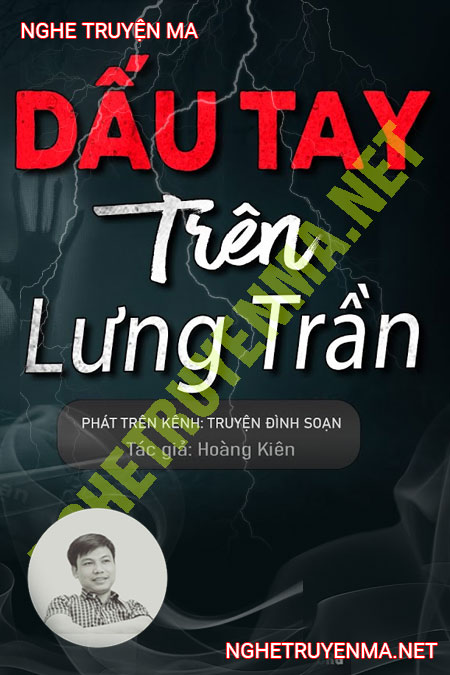 NGHE TRUYỆN MA
DẤU TAY
Trên
Lưng Trần
NGHETRUYENMA.NET
PHÁT TRÊN KÊNH: TRUYỆN ĐÌNH SOẠN
Tác giả: Hoàng Kiên
NGHETRUYENMA.NET